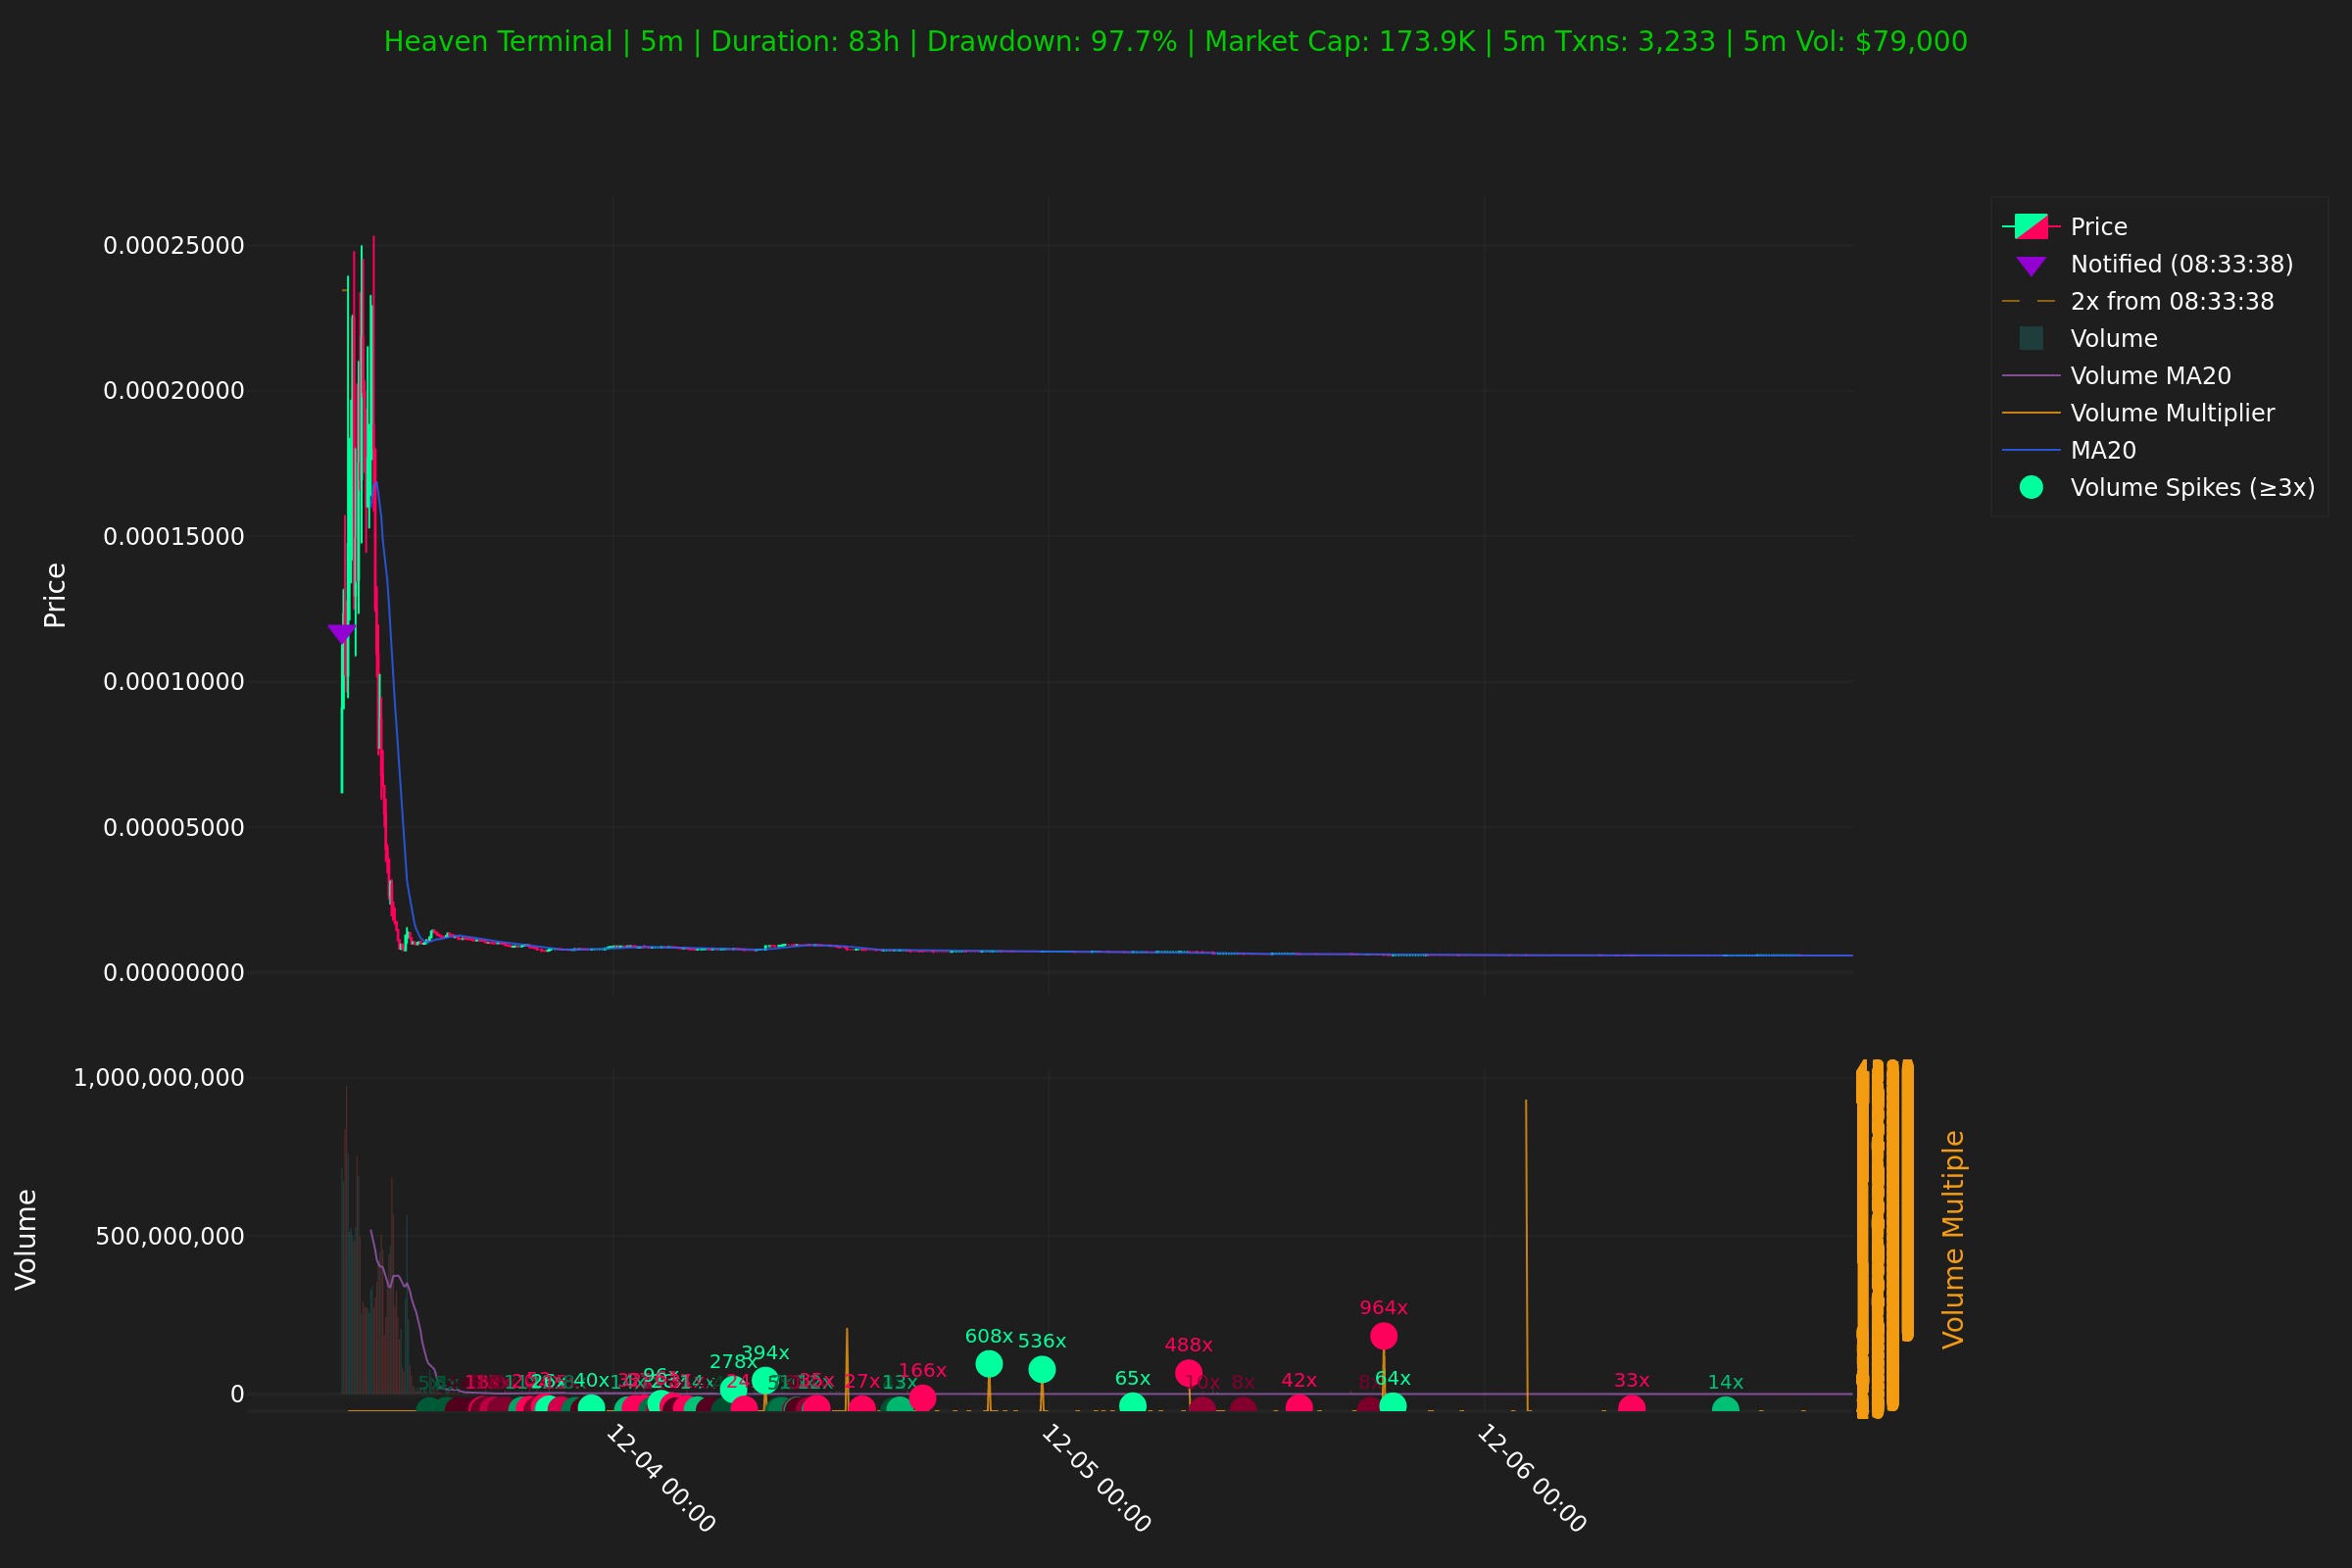 Heaven Terminal | 5m | Duration: 83h | Drawdown: 97.7% | Market Cap: 173.9K | 5m Txns: 3,233 | 5m Vol: $79,000
Price
0.00025000
0.00020000
0.00015000
0.00010000
0.00005000
0.00000000
Price
Notified (08:33:38)
2x from 08:33:38
Volume
Volume MA20
Volume Multiplier
MA20
Volume Spikes (≥3x)
Volume
1,000,000,000
500,000,000
0
26x
40x
96x
278x
394x
27x
13x
166x
608x
536x
65x
488x
8x
42x
964x
64x
33x
14x
Volume Multiple
12-04 00:00
12-05 00:00
12-06 00:00